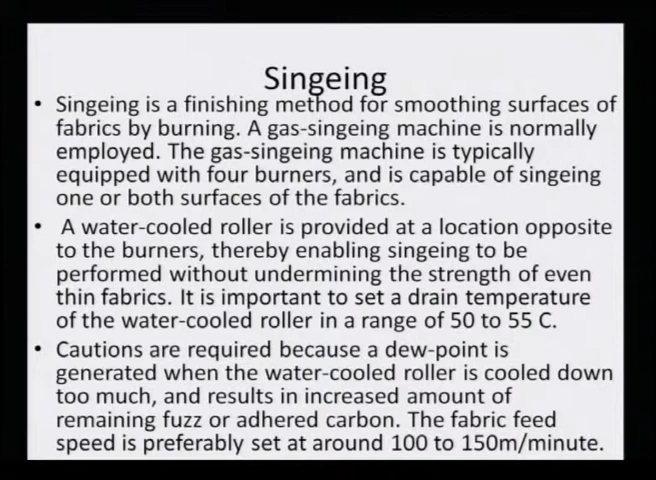 Singeing
• Singeing is a finishing method for smoothing surfaces of
fabrics by burning. A gas-singeing machine is normally
employed. The gas-singeing machine is typically
equipped with four burners, and is capable of singeing
one or both surfaces of the fabrics.
• A water-cooled roller is provided at a location opposite
to the burners, thereby enabling singeing to be
performed without undermining the strength of even
thin fabrics. It is important to set a drain temperature
of the water-cooled roller in a range of 50 to 55 C.
• Cautions are required because a dew-point is
generated when the water-cooled roller is cooled down
too much, and results in increased amount of
remaining fuzz or adhered carbon. The fabric feed
speed is preferably set at around 100 to 150m/minute.